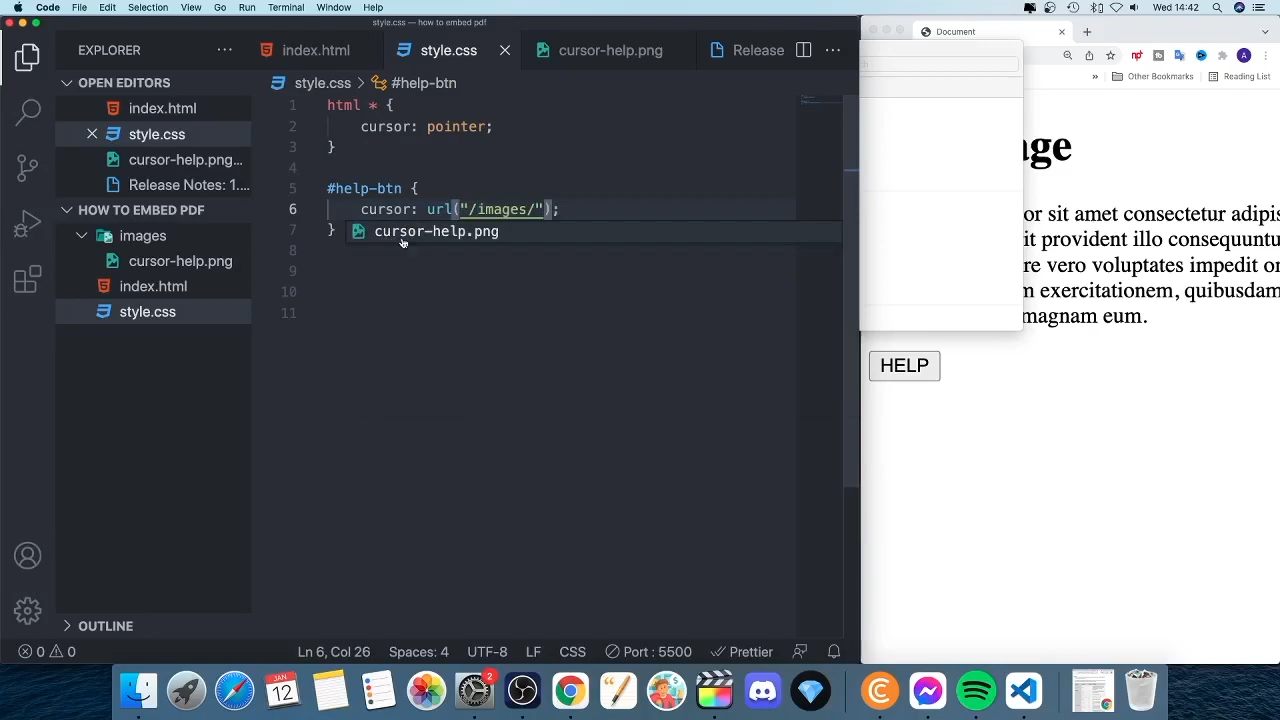 Code File Edit Selection View Go Run Terminal Window Help Wed 14:42
style.css — how to embed pdf
Document
EXPLORER
index.html
style.css
cursor-help.png
Release
Other Bookmarks
Reading List
OPEN EDITORS
index.html
style.css
cursor-help.png...
Release Notes: 1....
HOW TO EMBED PDF
images
cursor-help.png
index.html
style.css
OUTLINE
style.css > #help-btn
1 html * {
2 cursor: pointer;
3 }
4
5 #help-btn {
6 cursor: url("/images/");
7 }
cursor-help.png
8
9
10
11
age
or sit amet consectetur adipis
it provident illo consequuntu
re vero voluptates impedit
m exercitationem, quibusdam
magnam eum.
HELP
0 0 Ln 6, Col 26 Spaces: 4 UTF-8 LF CSS Port : 5500 Prettier
JAN
12
2